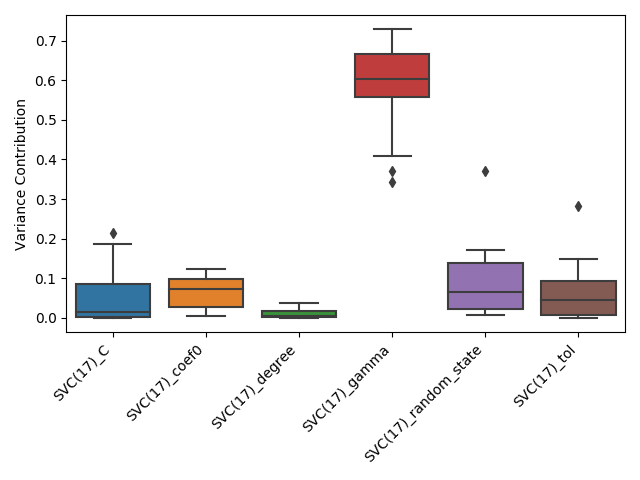 Variance Contribution
0.7
0.6
0.5
0.4
0.3
0.2
0.1
0.0
SVC(17)_C
SVC(17)_coef0
SVC(17)_degree
SVC(17)_gamma
SVC(17)_random_state
SVC(17)_tol